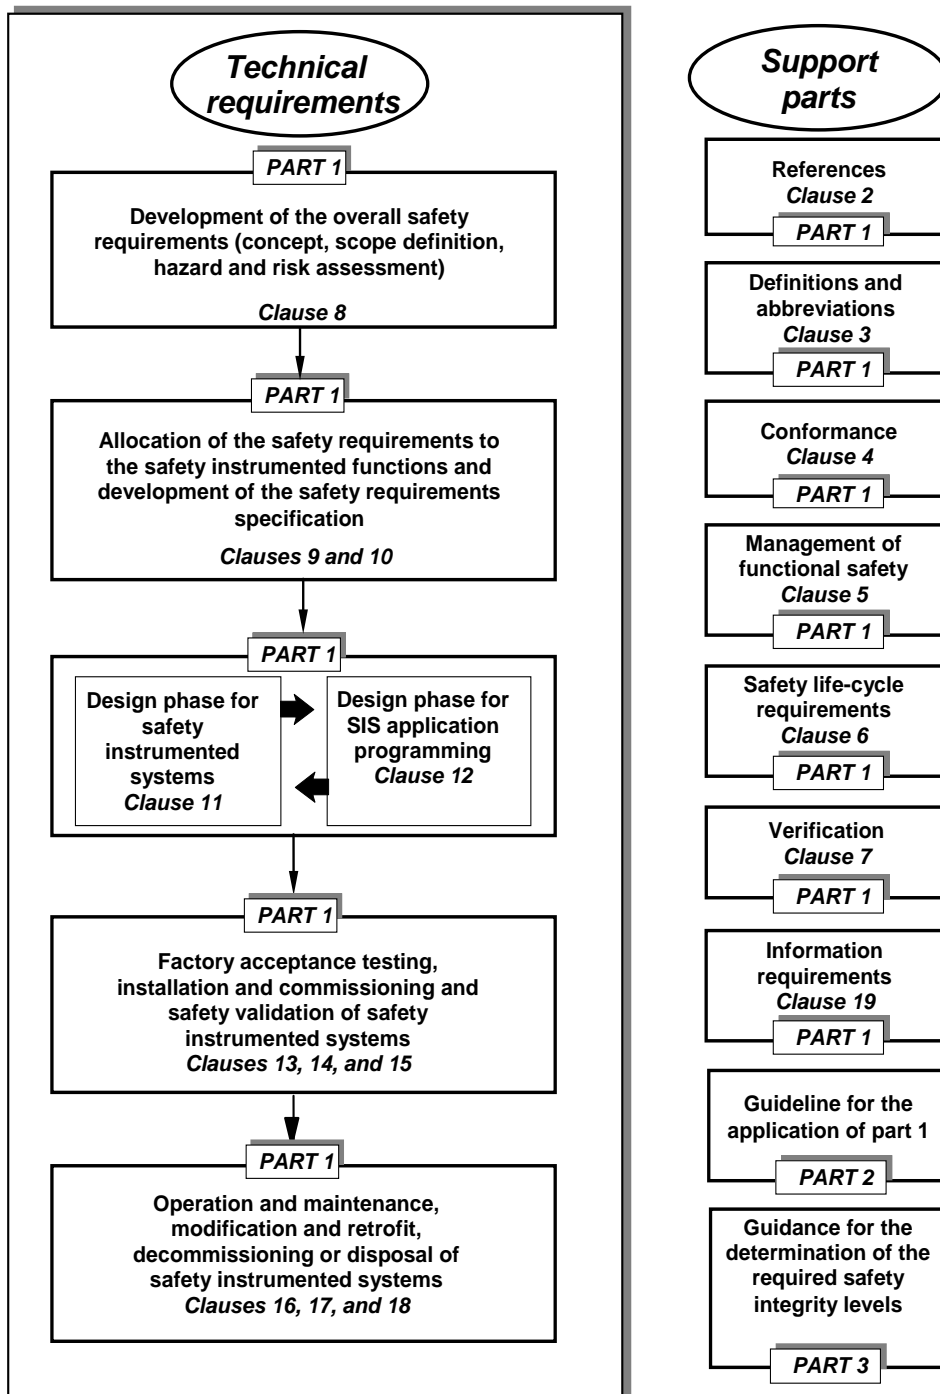 Technical
requirements
PART 1
Development of the overall safety
requirements (concept, scope definition,
hazard and risk assessment)
Clause 8
PART 1
Allocation of the safety requirements to
the safety instrumented functions and
development of the safety requirements
specification
Clauses 9 and 10
PART 1
Design phase for
safety
instrumented
systems
Clause 11
Design phase for
SIS application
programming
Clause 12
PART 1
Factory acceptance testing,
installation and commissioning and
safety validation of safety
instrumented systems
Clauses 13, 14, and 15
PART 1
Operation and maintenance,
modification and retrofit,
decommissioning or disposal of
safety instrumented systems
Clauses 16, 17, and 18
Support
parts
References
Clause 2
PART 1
Definitions and
abbreviations
Clause 3
PART 1
Conformance
Clause 4
PART 1
Management of
functional safety
Clause 5
PART 1
Safety life-cycle
requirements
Clause 6
PART 1
Verification
Clause 7
PART 1
Information
requirements
Clause 19
PART 1
Guideline for the
application of part 1
PART 2
Guidance for the
determination of the
required safety
integrity levels
PART 3